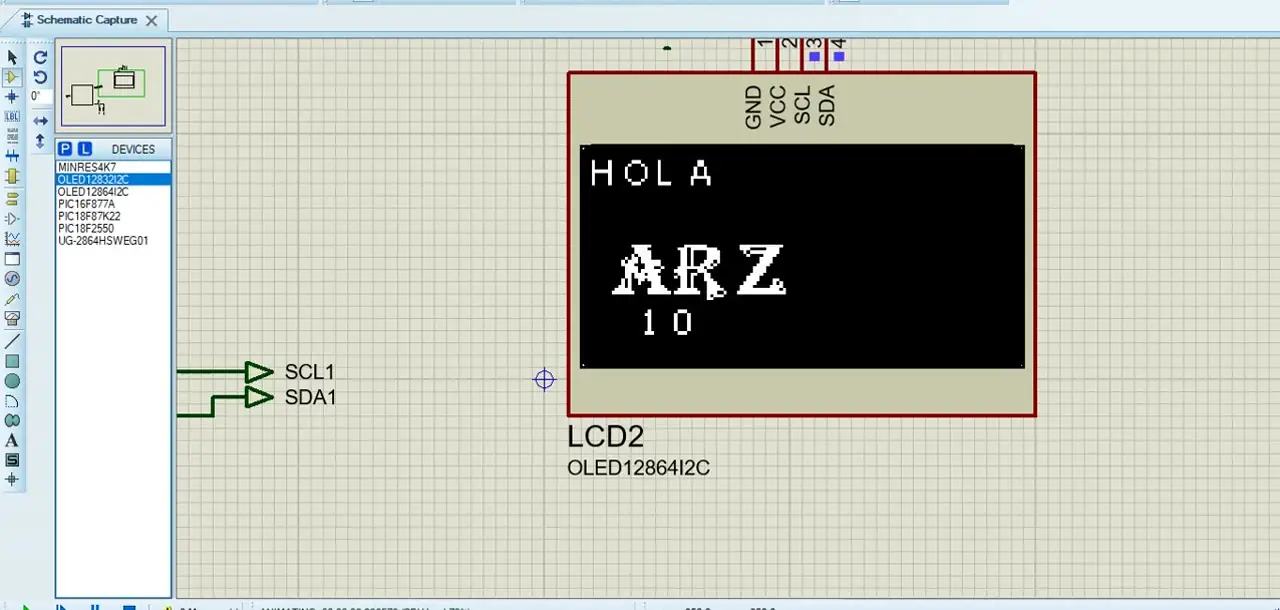 Schematic Capture
0°
P L DEVICES
MINRES4K7
OLED12832I2C
OLED12864I2C
PIC16F877A
PIC18F87K22
PIC18F2550
UG-2864HSWEG01
LBL
A
S
1 2 3 4
GND VCC SCL SDA
HOLA
ARZ
10
SCL1
SDA1
LCD2
OLED12864I2C